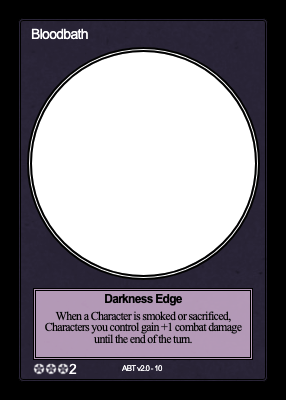 Bloodbath
Darkness Edge
When a Character is smoked or sacrificed,
Characters you control gain +1 combat damage
until the end of the turn.
2
ABT v2.0 - 10